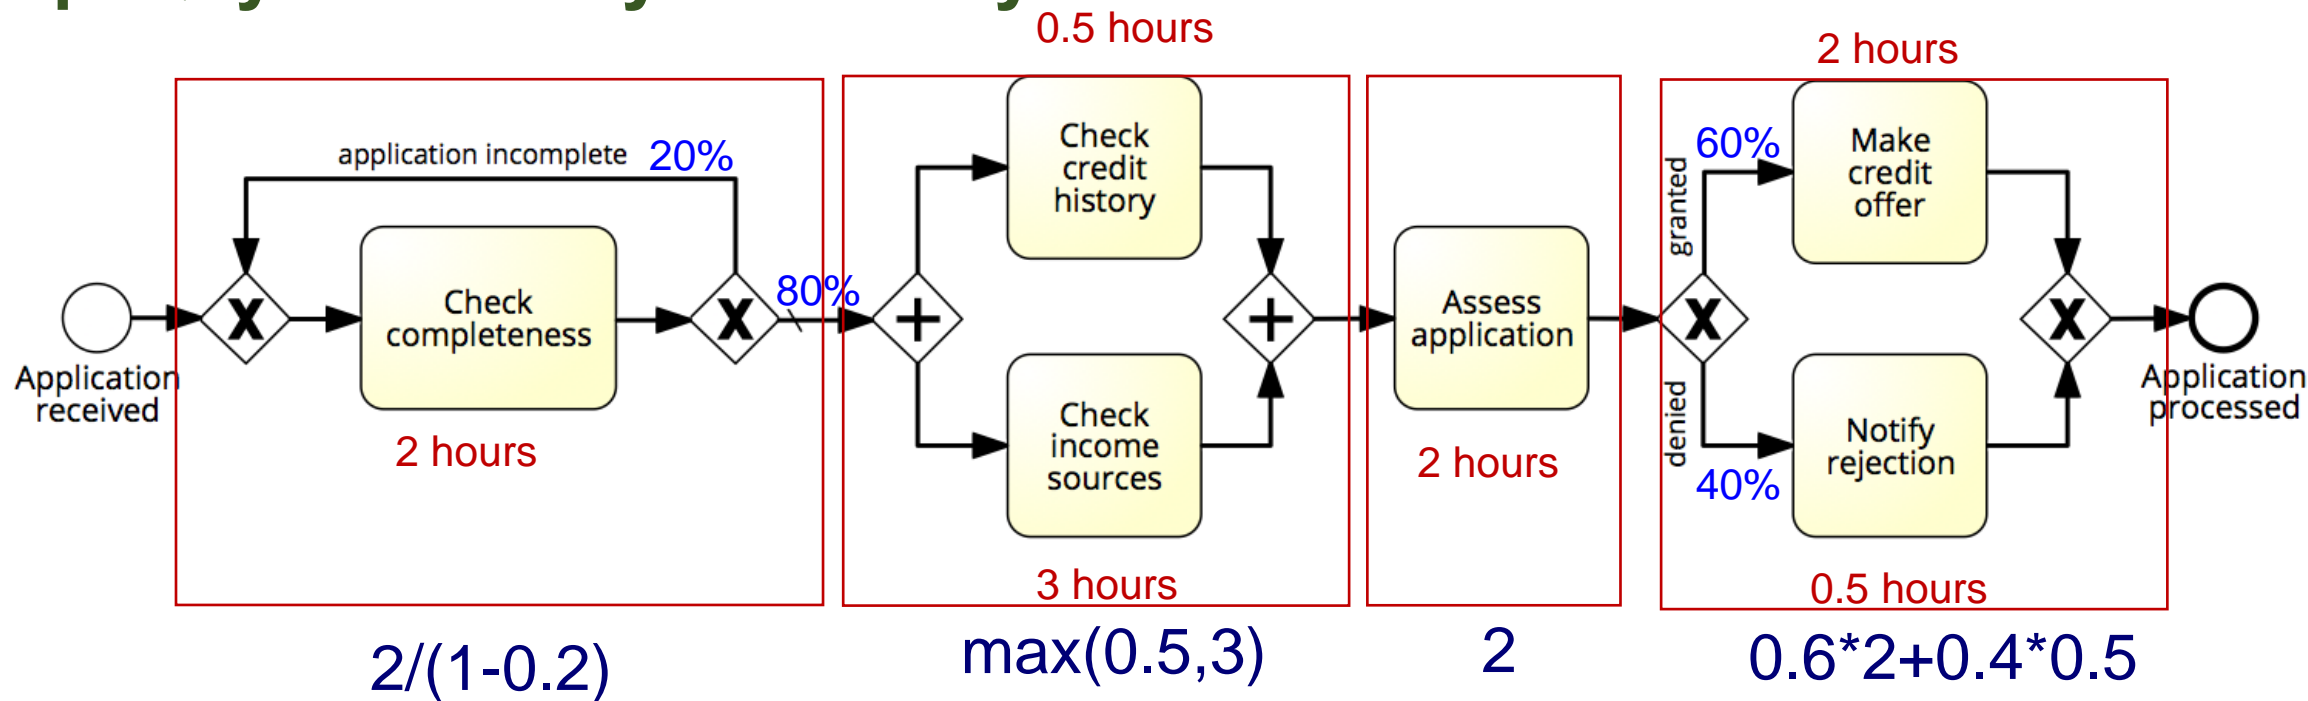 0.5 hours
2 hours
application incomplete 20%
Check
credit
history
granted
60%
Make
credit
offer
Application
received
Check
completeness
80%
Assess
application
Application
processed
2 hours
Check
income
sources
2 hours
denied
40%
Notify
rejection
3 hours
0.5 hours
2/(1-0.2)
max(0.5,3)
2
0.6*2+0.4*0.5